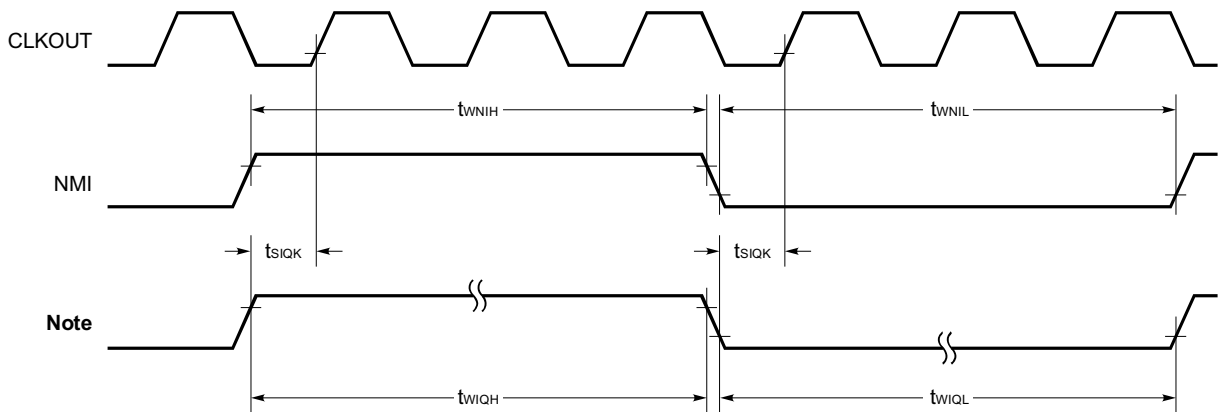 CLKOUT
tWNIH
tWNIL
NMI
tSIQK
tSIQK
Note
tWIQH
tWIQL